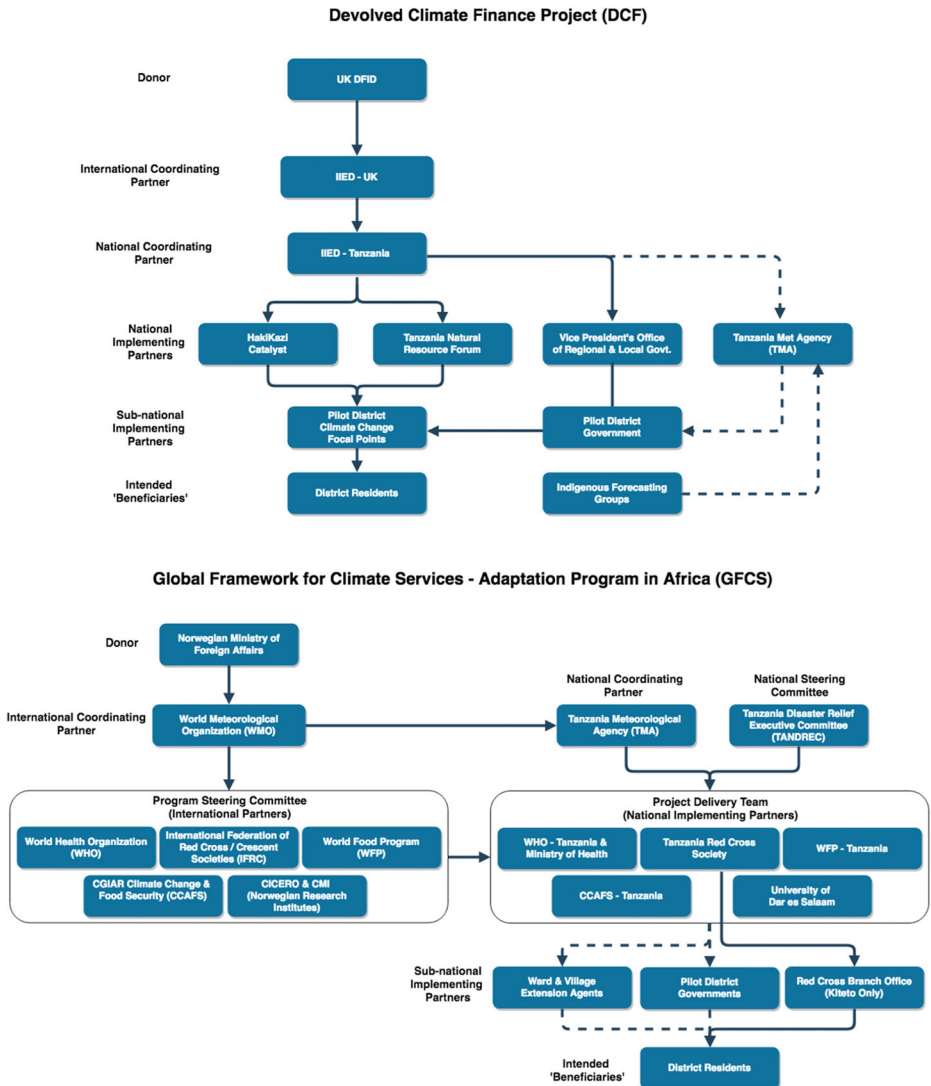 Devolved Climate Finance Project (DCF)
Donor
UK DFID
International Coordinating
Partner
IIED - UK
National Coordinating
Partner
IIED - Tanzania
National
Implementing
Partners
HakiKazi
Catalyst
Tanzania Natural
Resource Forum
Vice President's Office
of Regional & Local Govt.
Tanzania Met Agency
(TMA)
Sub-national
Implementing
Partners
Pilot District
Climate Change
Focal Points
Pilot District
Government
Intended
'Beneficiaries'
District Residents
Indigenous Forecasting
Groups
Global Framework for Climate Services - Adaptation Program in Africa (GFCS)
Donor
Norwegian Ministry of
Foreign Affairs
National Coordinating
Partner
National Steering
Committee
International Coordinating
Partner
World Meteorological
Organization (WMO)
Tanzania Meteorological
Agency (TMA)
Tanzania Disaster Relief
Executive Committee
(TANDREC)
Program Steering Committee
(International Partners)
World Health Organization
(WHO)
International Federation of
Red Cross / Crescent
Societies (IFRC)
World Food Program
(WFP)
CGIAR Climate Change &
Food Security (CCAFS)
CICERO & CMI
(Norwegian Research
Institutes)
Project Delivery Team
(National Implementing Partners)
WHO - Tanzania &
Ministry of Health
Tanzania Red Cross
Society
WFP - Tanzania
CCAFS - Tanzania
University of
Dar es Salaam
Sub-national
Implementing
Partners
Ward & Village
Extension Agents
Pilot District
Governments
Red Cross Branch Office
(Kiteto Only)
Intended
'Beneficiaries'
District Residents